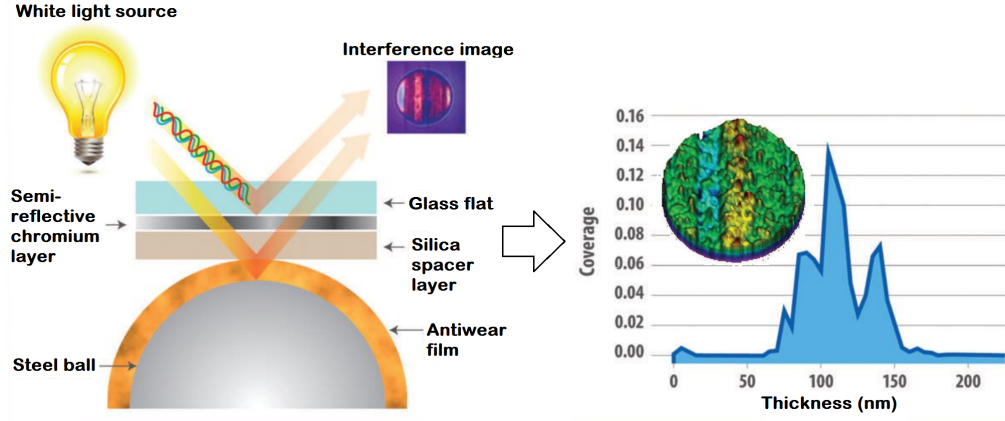 White light source
Interference image
Semi-
reflective
chromium
layer
Glass flat
Silica
spacer
layer
Antiwear
film
Steel ball
Coverage
0.16
0.14
0.12
0.10
0.08
0.06
0.04
0.02
0.00
0 50 100 150 200
Thickness (nm)